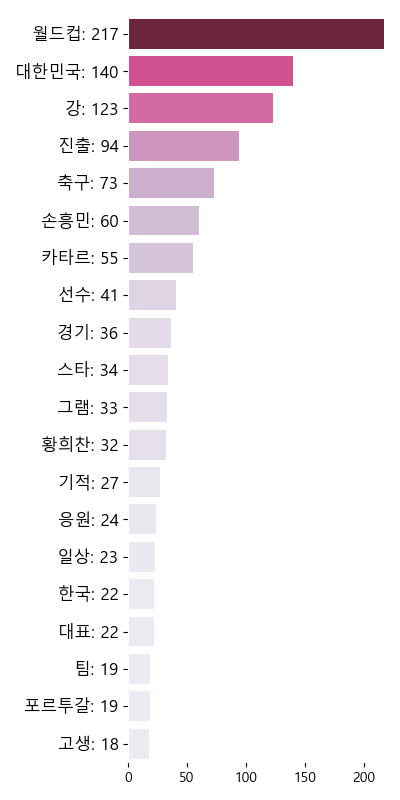 월드컵: 217
대한민국: 140
강: 123
진출: 94
축구: 73
손흥민: 60
카타르: 55
선수: 41
경기: 36
스타: 34
그램: 33
황희찬: 32
기적: 27
응원: 24
일상: 23
한국: 22
대표: 22
팀: 19
포르투갈: 19
고생: 18
0 50 100 150 200